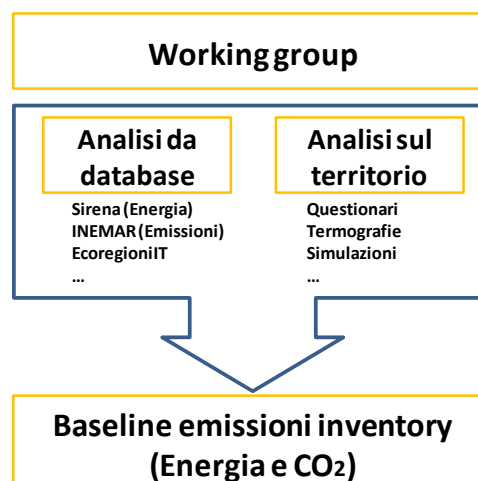 Working group
Analisi da
database
Sirena (Energia)
INEMAR (Emissioni)
EcoregioniIT
...
Analisi sul
territorio
Questionari
Termografie
Simulazioni
...
Baseline emissioni inventory
(Energia e CO2)